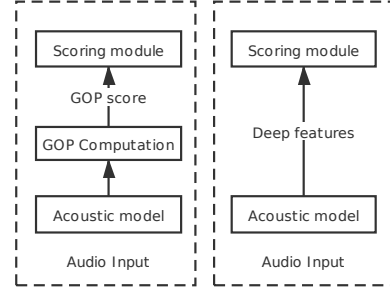 Scoring module
GOP score
GOP Computation
Acoustic model
Audio Input
Scoring module
Deep features
Acoustic model
Audio Input